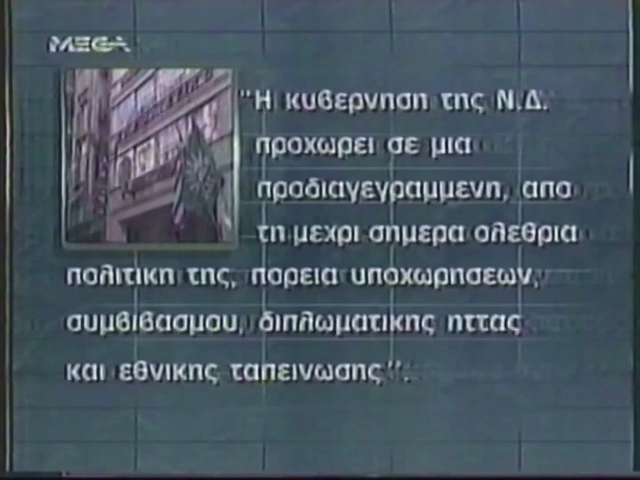 MEGA
"Η κυβερνηση της Ν.Δ.
προχωρει σε μια
προδιαγεγραμμενη, απο
τη μεχρι σημερα ολεθρια
πολιτικη της, πορεια υποχωρησεων,
συμβιβασμου, διπλωματικης ηττας
και εθνικης ταπεινωσης".